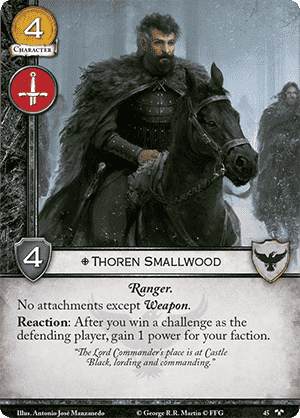 4
CHARACTER
4
Thoren Smallwood
Ranger.
No attachments except Weapon.
Reaction: After you win a challenge as the
defending player, gain 1 power for your faction.
"The Lord Commander's place is at Castle
Black, lording and commanding."
Illus. Antonio José Manzanedo © George R.R. Martin © FFG 45